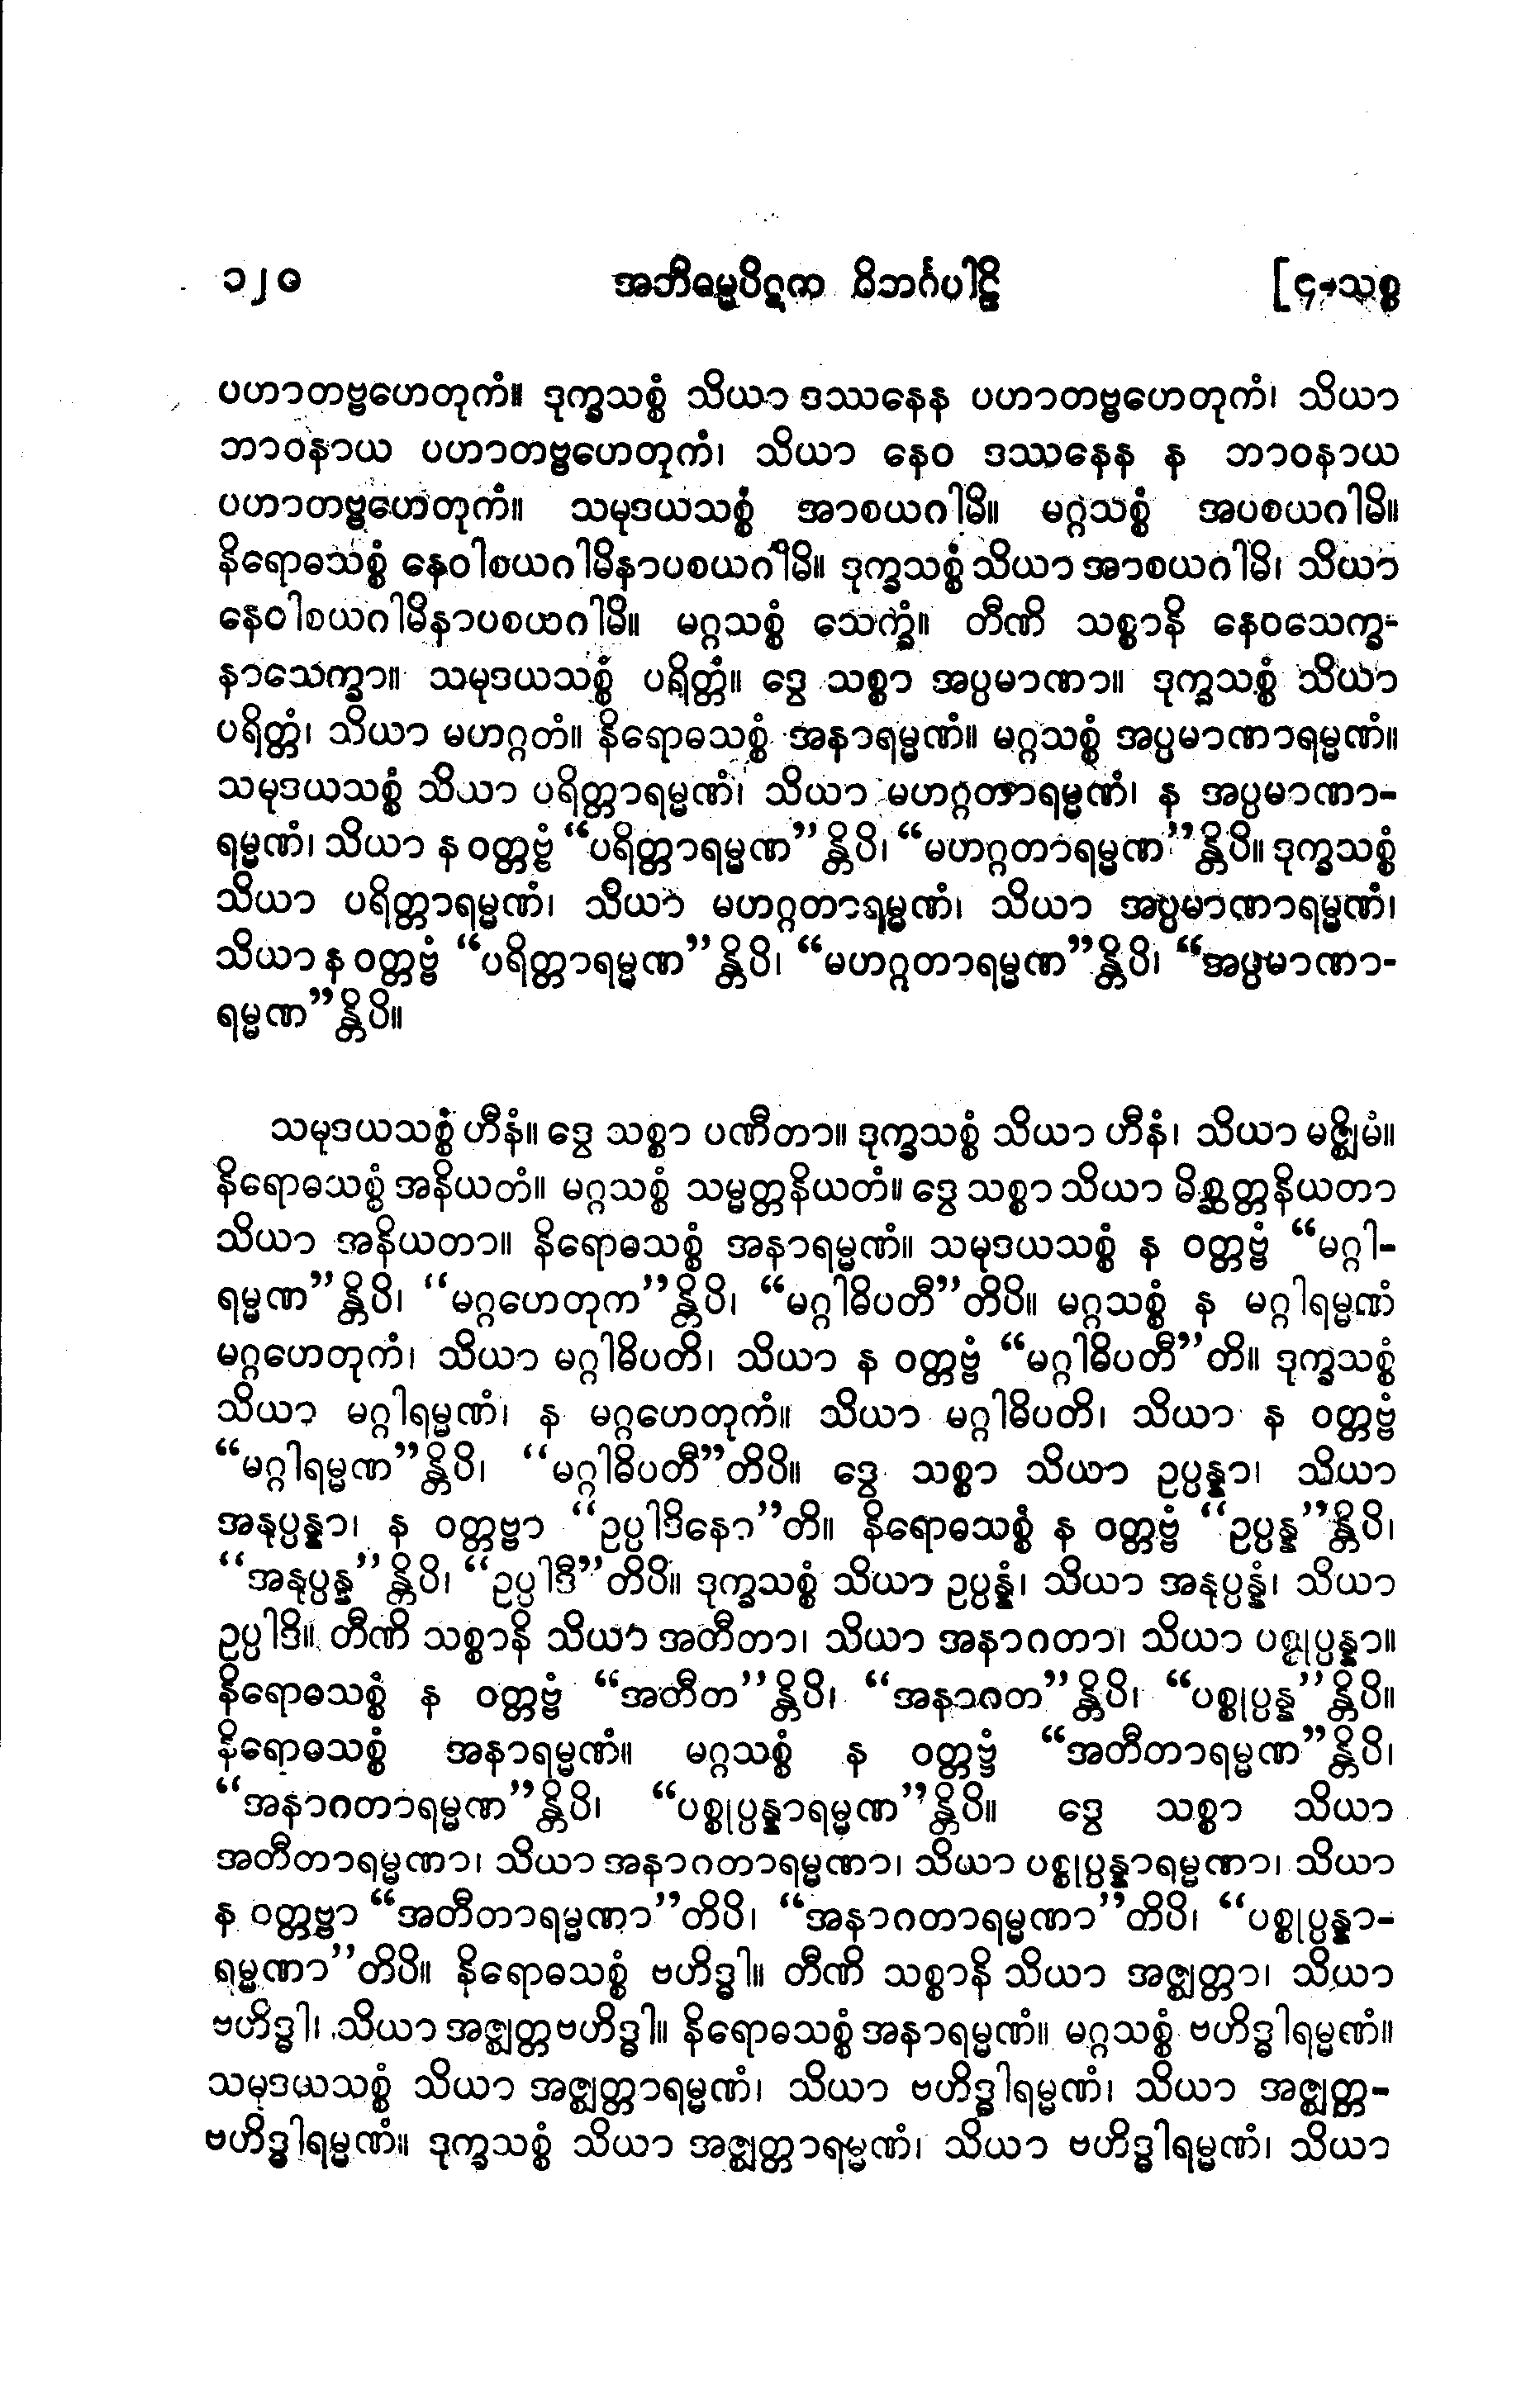 ၁၂၀ အဘိဓမ္မပိဋက ဝိဘင်္ဂပါဠိ [၄-သစ္စ
ပဟာတဗ္ဗဟေတုကံ။ ဒုက္ခသစ္စံ သိယာ ဒဿနေန ပဟာတဗ္ဗဟေတုကံ၊ သိယာ
ဘာဝနာယ ပဟာတဗ္ဗဟေတုကံ၊ သိယာ နေဝ ဒဿနေန န ဘာဝနာယ
ပဟာတဗ္ဗဟေတုကံ။ သမုဒယသစ္စံ အာစယဂါမိ။ မဂ္ဂသစ္စံ အပစယဂါမိ။
နိရောဓသစ္စံ နေဝါစယဂါမိနာပစယဂါမိ။ ဒုက္ခသစ္စံ သိယာ အာစယဂါမိ၊ သိယာ
နေဝါစယဂါမိနာပစယဂါမိ။ မဂ္ဂသစ္စံ သေက္ခံ။ တီဏိ သစ္စာနိ နေဝသေက္ခ-
နာသေက္ခာ။ သမုဒယသစ္စံ ပရိတ္တံ။ ဒွေ သစ္စာ အပ္ပမာဏာ။ ဒုက္ခသစ္စံ သိယာ
ပရိတ္တံ၊ သိယာ မဟဂ္ဂတံ။ နိရောဓသစ္စံ အနာရမ္မဏံ။ မဂ္ဂသစ္စံ အပ္ပမာဏာရမ္မဏံ။
သမုဒယသစ္စံ သိယာ ပရိတ္တာရမ္မဏံ၊ သိယာ မဟဂ္ဂတာရမ္မဏံ၊ န အပ္ပမာဏာ-
ရမ္မဏံ၊ သိယာ န ဝတ္တဗ္ဗံ “ပရိတ္တာရမ္မဏ”န္တိပိ၊ “မဟဂ္ဂတာရမ္မဏ”န္တိပိ။ ဒုက္ခသစ္စံ
သိယာ ပရိတ္တာရမ္မဏံ၊ သိယာ မဟဂ္ဂတာရမ္မဏံ၊ သိယာ အပ္ပမာဏာရမ္မဏံ၊
သိယာ န ဝတ္တဗ္ဗံ “ပရိတ္တာရမ္မဏ”န္တိပိ၊ “မဟဂ္ဂတာရမ္မဏ”န္တိပိ၊ “အပ္ပမာဏာ-
ရမ္မဏ”န္တိပိ။
သမုဒယသစ္စံ ဟီနံ။ ဒွေ သစ္စာ ပဏီတာ။ ဒုက္ခသစ္စံ သိယာ ဟီနံ၊ သိယာ မဇ္ဈိမံ။
နိရောဓသစ္စံ အနိယတံ။ မဂ္ဂသစ္စံ သမ္မတ္တနိယတံ။ ဒွေ သစ္စာ သိယာ မိစ္ဆတ္တနိယတာ
သိယာ အနိယတာ။ နိရောဓသစ္စံ အနာရမ္မဏံ။ သမုဒယသစ္စံ န ဝတ္တဗ္ဗံ “မဂ္ဂါ-
ရမ္မဏ”န္တိပိ၊ “မဂ္ဂဟေတုက”န္တိပိ၊ “မဂ္ဂါဓိပတီ”တိပိ။ မဂ္ဂသစ္စံ န မဂ္ဂါရမ္မဏံ
မဂ္ဂဟေတုကံ၊ သိယာ မဂ္ဂါဓိပတိ၊ သိယာ န ဝတ္တဗ္ဗံ “မဂ္ဂါဓိပတီ”တိ။ ဒုက္ခသစ္စံ
သိယာ မဂ္ဂါရမ္မဏံ၊ န မဂ္ဂဟေတုကံ။ သိယာ မဂ္ဂါဓိပတိ၊ သိယာ န ဝတ္တဗ္ဗံ
“မဂ္ဂါရမ္မဏ”န္တိပိ၊ “မဂ္ဂါဓိပတီ”တိပိ။ ဒွေ သစ္စာ သိယာ ဥပ္ပန္နာ၊ သိယာ
အနုပ္ပန္နာ၊ န ဝတ္တဗ္ဗာ “ဥပ္ပါဒိနော”တိ။ နိရောဓသစ္စံ န ဝတ္တဗ္ဗံ “ဥပ္ပန္န”န္တိပိ၊
“အနုပ္ပန္န”န္တိပိ၊ “ဥပ္ပါဒီ”တိပိ။ ဒုက္ခသစ္စံ သိယာ ဥပ္ပန္နံ၊ သိယာ အနုပ္ပန္နံ၊ သိယာ
ဥပ္ပါဒိ။ တီဏိ သစ္စာနိ သိယာ အတီတာ၊ သိယာ အနာဂတာ၊ သိယာ ပစ္စုပ္ပန္နာ။
နိရောဓသစ္စံ န ဝတ္တဗ္ဗံ “အတီတ”န္တိပိ၊ “အနာဂတ”န္တိပိ၊ “ပစ္စုပ္ပန္န”န္တိပိ။
နိရောဓသစ္စံ အနာရမ္မဏံ။ မဂ္ဂသစ္စံ န ဝတ္တဗ္ဗံ “အတီတာရမ္မဏ”န္တိပိ၊
“အနာဂတာရမ္မဏ”န္တိပိ၊ “ပစ္စုပ္ပန္နာရမ္မဏ”န္တိပိ။ ဒွေ သစ္စာ သိယာ
အတီတာရမ္မဏာ၊ သိယာ အနာဂတာရမ္မဏာ၊ သိယာ ပစ္စုပ္ပန္နာရမ္မဏာ၊ သိယာ
န ဝတ္တဗ္ဗာ “အတီတာရမ္မဏာ”တိပိ၊ “အနာဂတာရမ္မဏာ”တိပိ၊ “ပစ္စုပ္ပန္နာ-
ရမ္မဏာ”တိပိ။ နိရောဓသစ္စံ ဗဟိဒ္ဓါ။ တီဏိ သစ္စာနိ သိယာ အဇ္ဈတ္တာ၊ သိယာ
ဗဟိဒ္ဓါ၊ သိယာ အဇ္ဈတ္တဗဟိဒ္ဓါ။ နိရောဓသစ္စံ အနာရမ္မဏံ။ မဂ္ဂသစ္စံ ဗဟိဒ္ဓါရမ္မဏံ။
သမုဒယသစ္စံ သိယာ အဇ္ဈတ္တာရမ္မဏံ၊ သိယာ ဗဟိဒ္ဓါရမ္မဏံ၊ သိယာ အဇ္ဈတ္တ-
ဗဟိဒ္ဓါရမ္မဏံ။ ဒုက္ခသစ္စံ သိယာ အဇ္ဈတ္တာရမ္မဏံ၊ သိယာ ဗဟိဒ္ဓါရမ္မဏံ၊ သိယာ